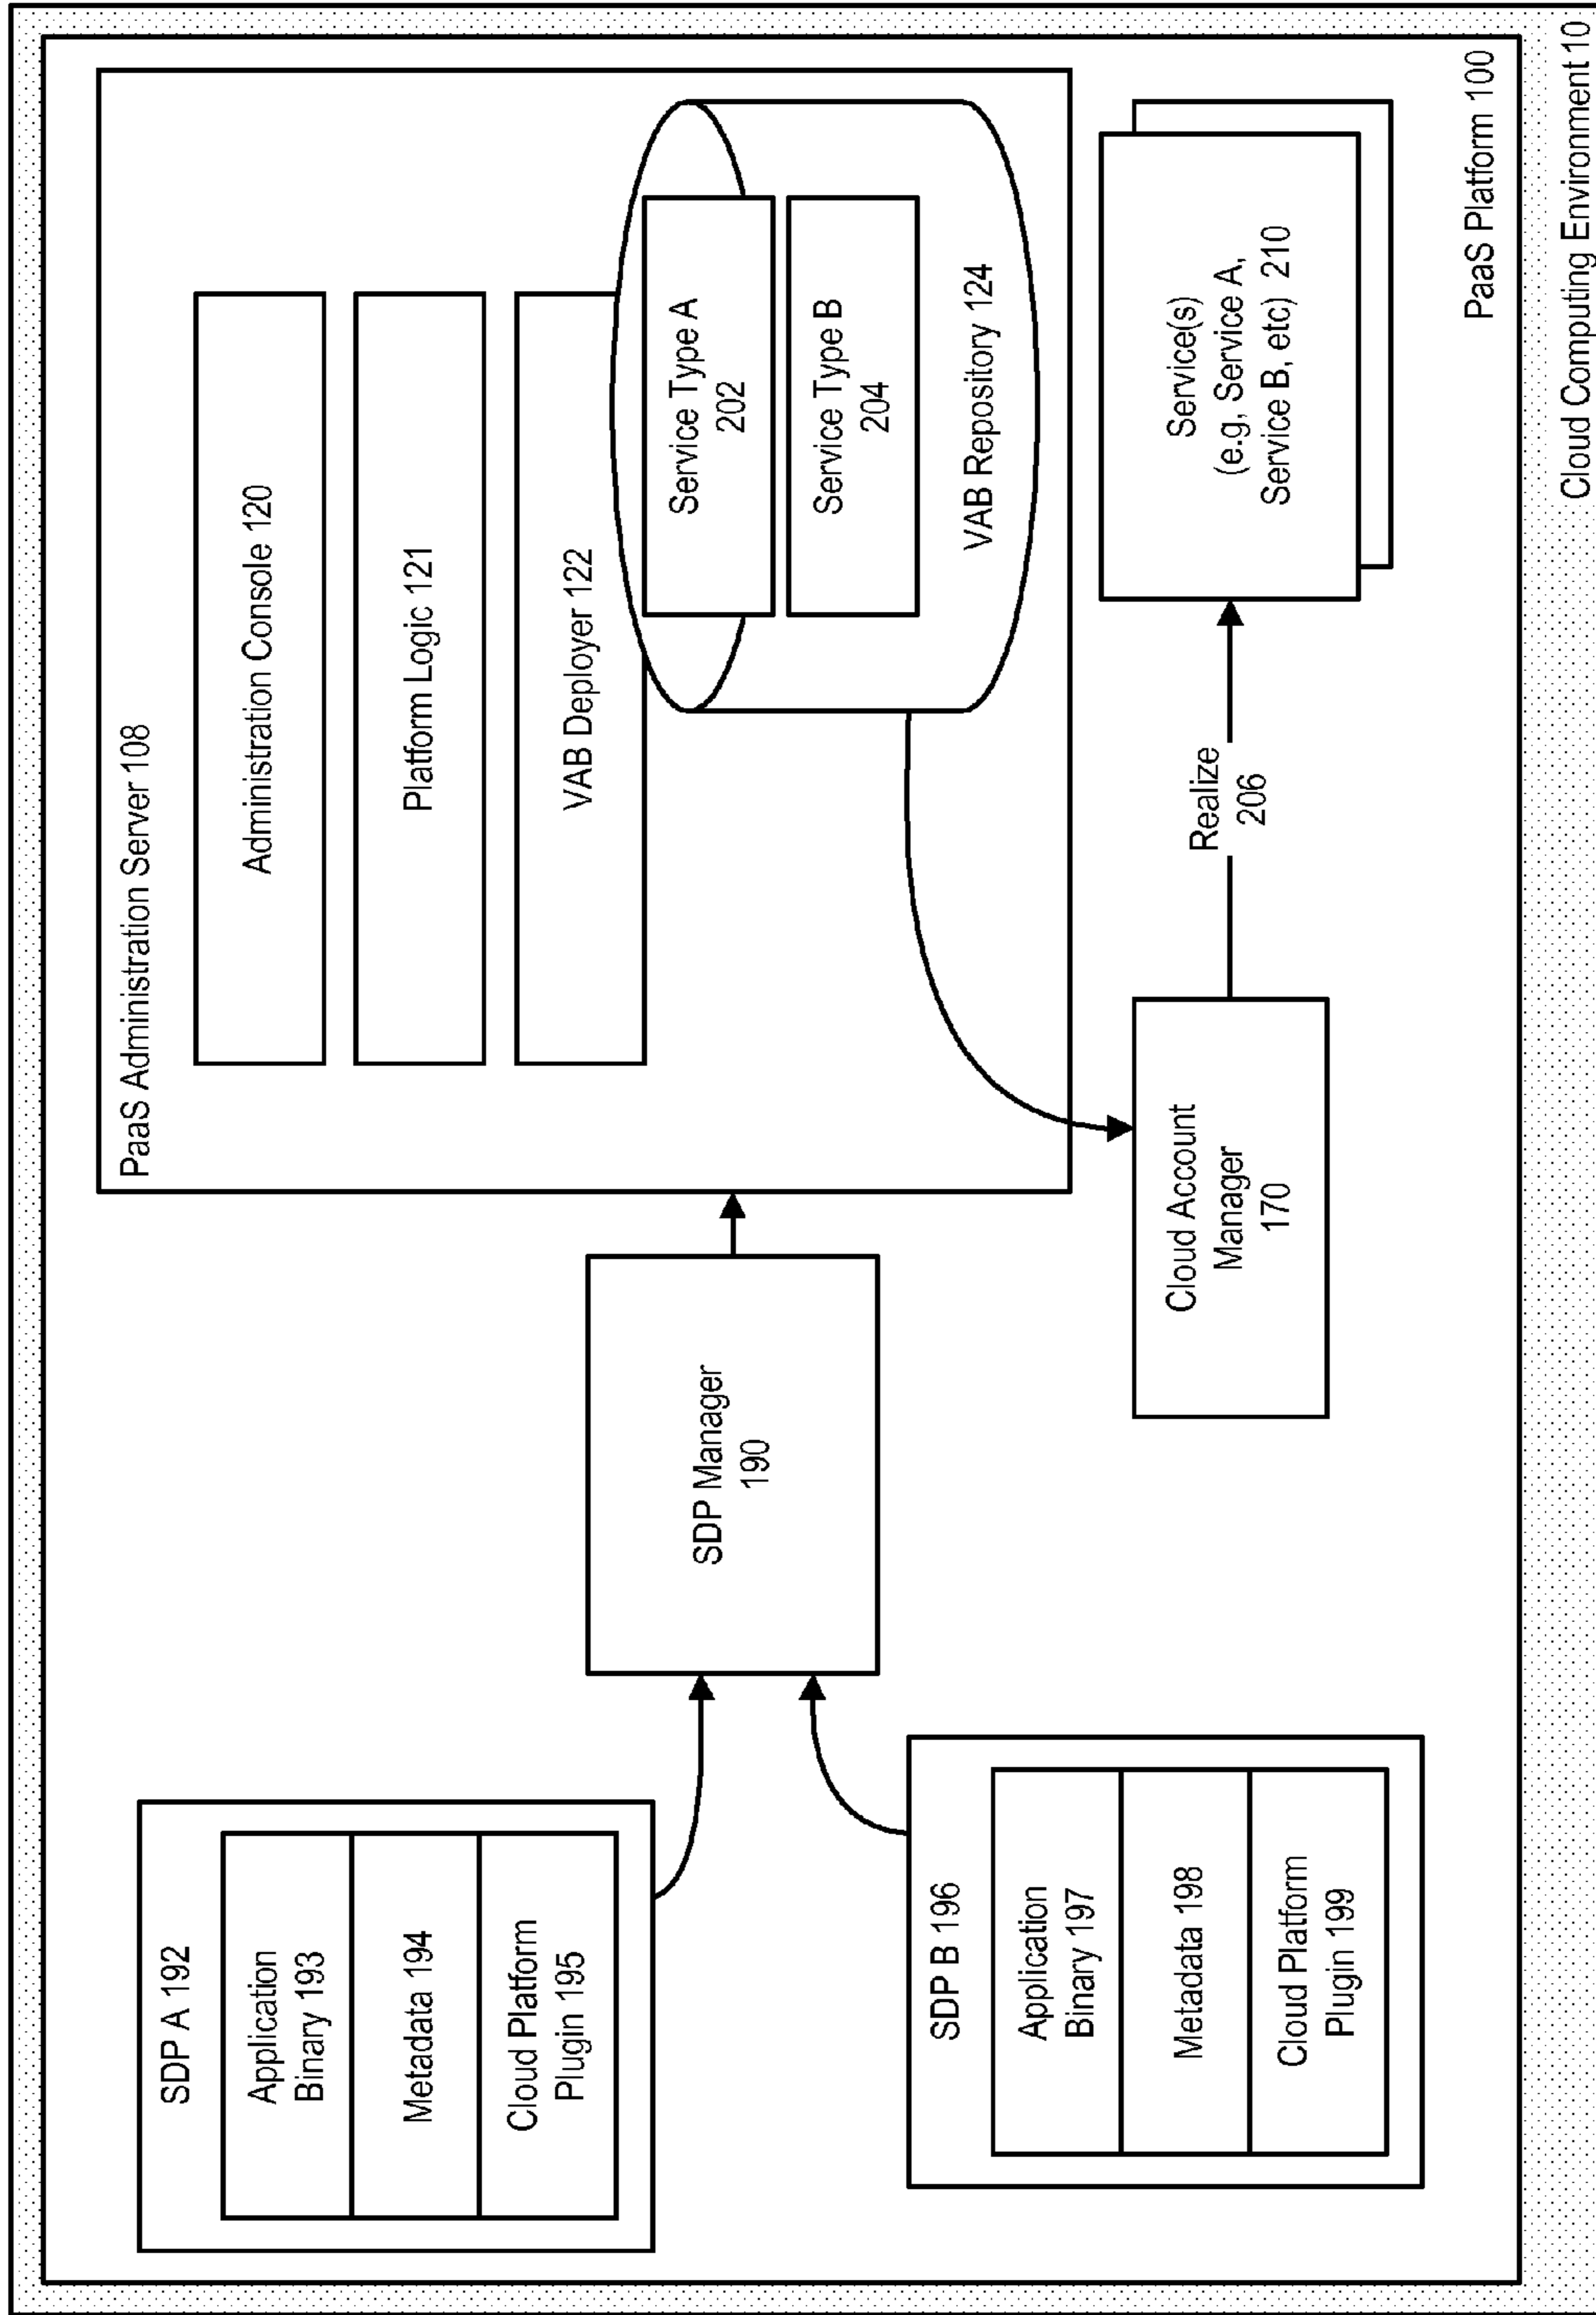 SDP A 192
Application
Binary 193
Metadata 194
Cloud Platform
Plugin 195
SDP B 196
Application
Binary 197
Metadata 198
Cloud Platform
Plugin 199
SDP Manager
190
PaaS Administration Server 108
Administration Console 120
Platform Logic 121
VAB Deployer 122
Service Type A
202
Service Type B
204
VAB Repository 124
Cloud Account
Manager
170
Realize
206
Service(s)
(e.g, Service A,
Service B, etc) 210
PaaS Platform 100
Cloud Computing Environment 10